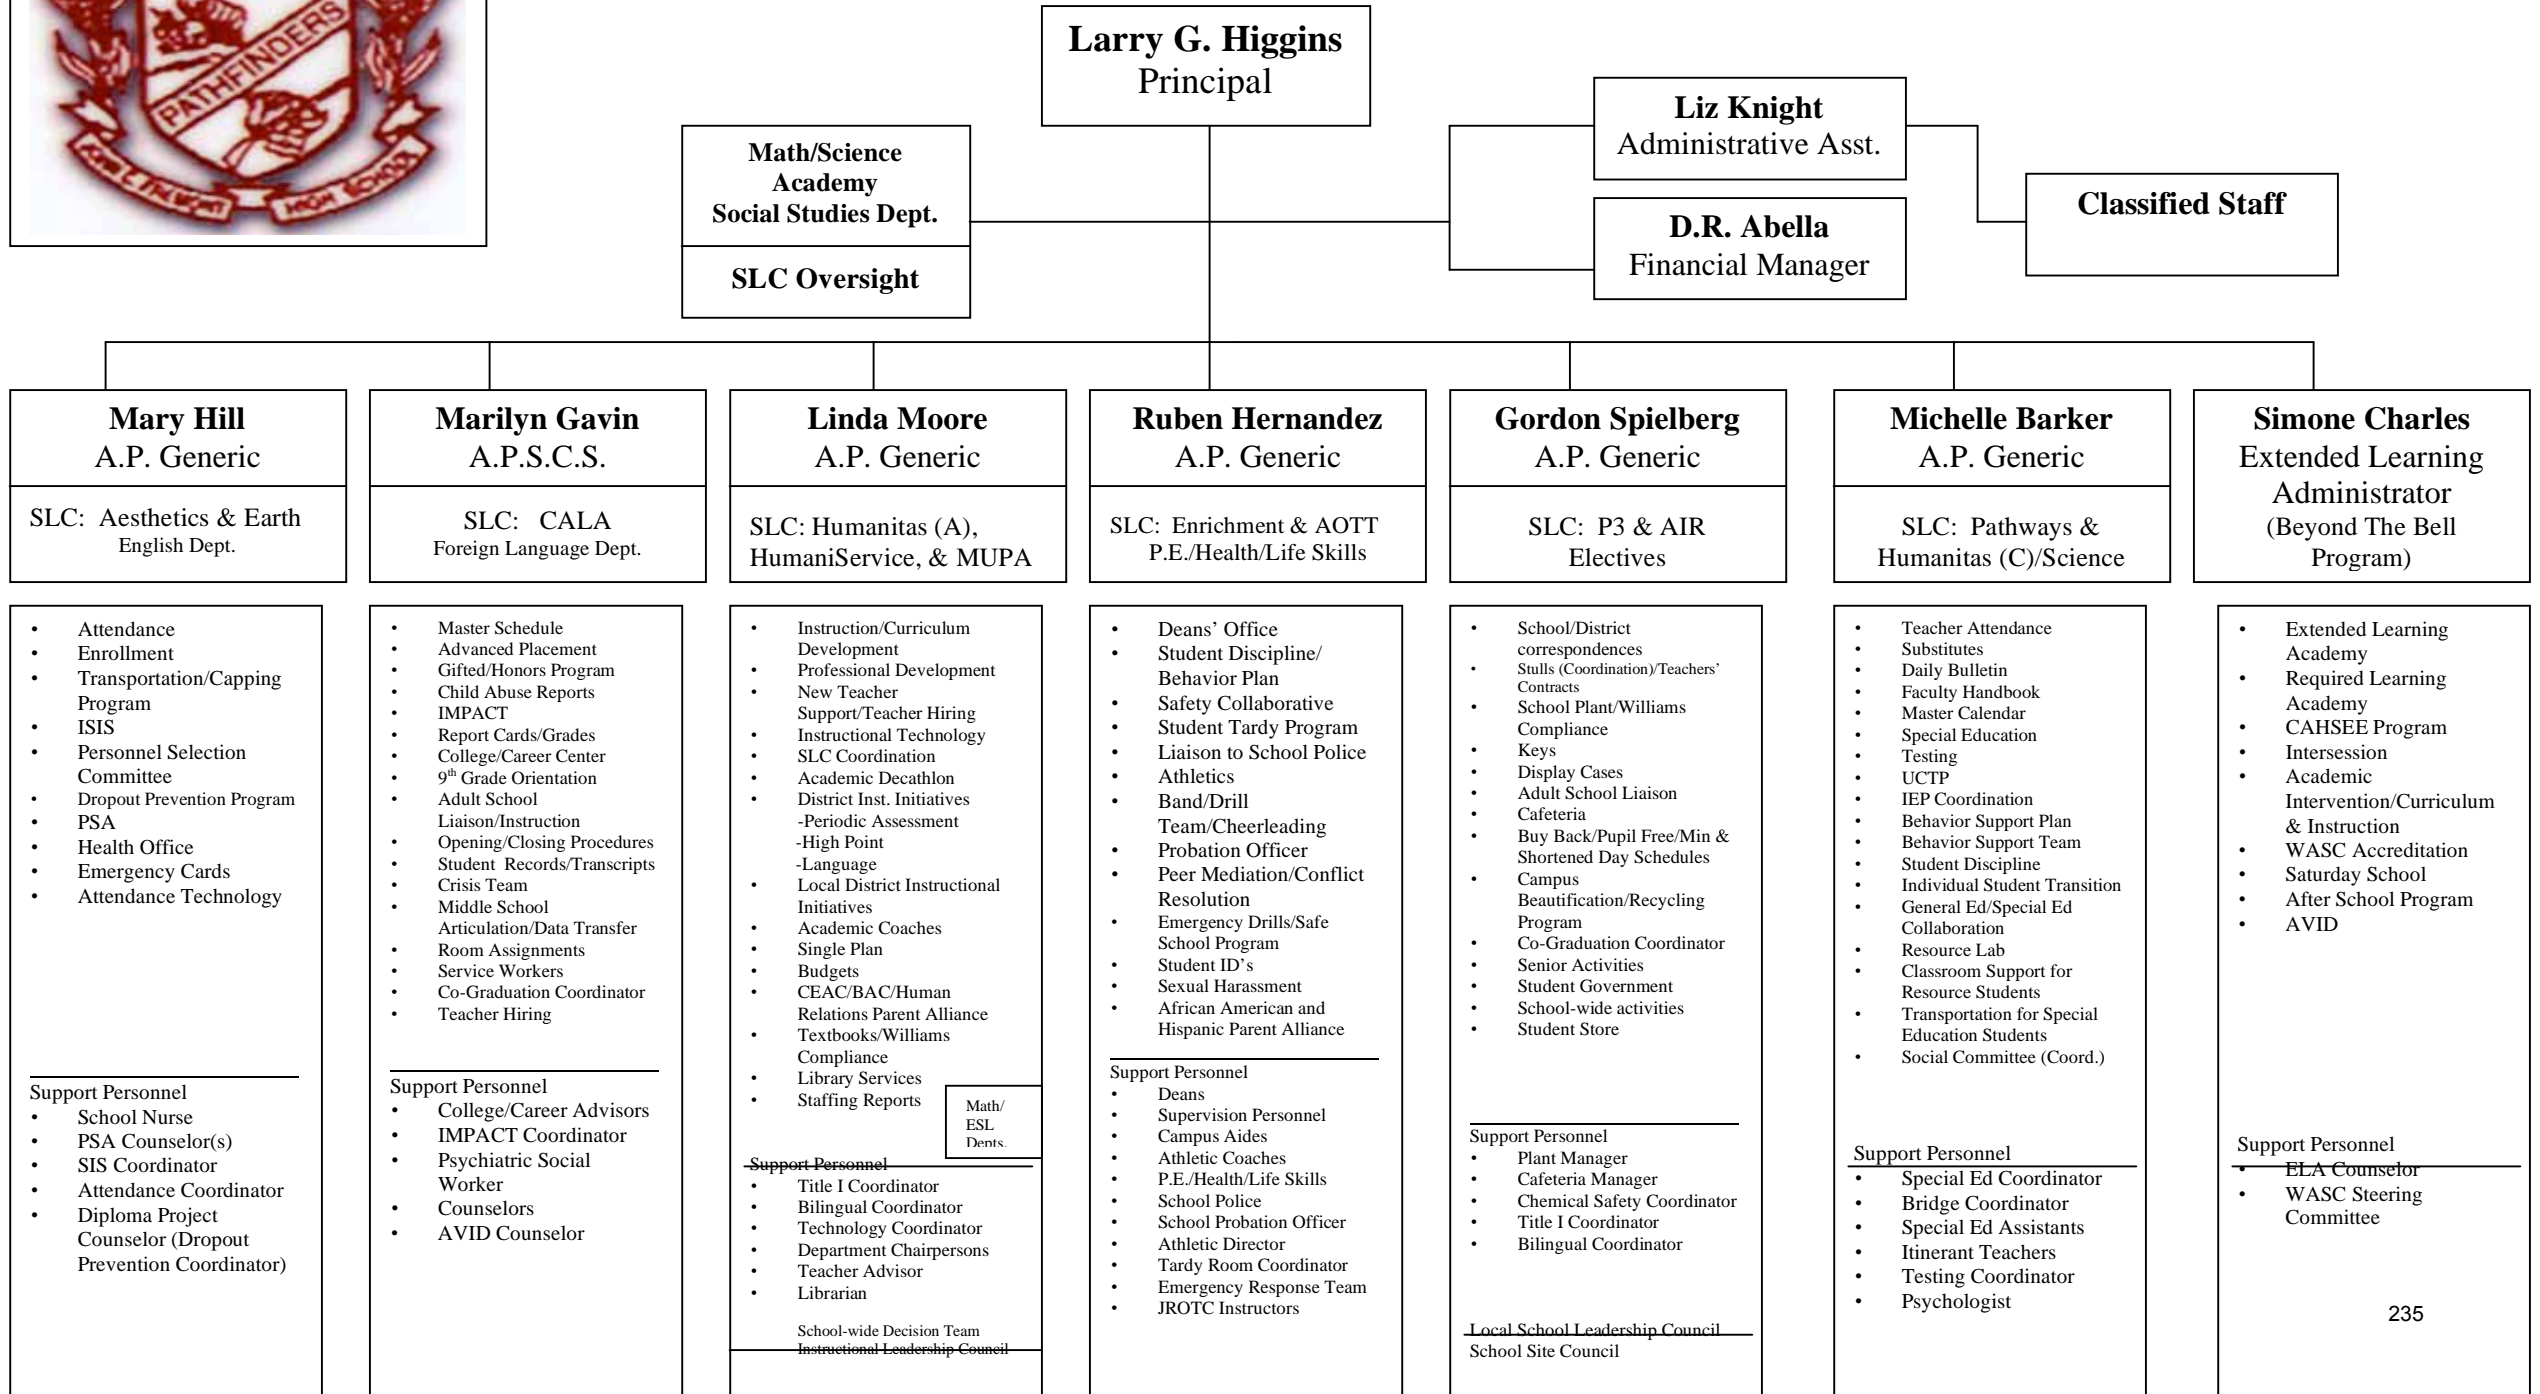 PATHFINDERS
HIGH SCHOOL
Larry G. Higgins
Principal
Math/Science
Academy
Social Studies Dept.
SLC Oversight
Liz Knight
Administrative Asst.
D.R. Abella
Financial Manager
Classified Staff
Mary Hill
A.P. Generic
SLC: Aesthetics & Earth
English Dept.
• Attendance
• Enrollment
• Transportation/Capping
Program
• ISIS
• Personnel Selection
Committee
• Dropout Prevention Program
• PSA
• Health Office
• Emergency Cards
• Attendance Technology
Support Personnel
• School Nurse
• PSA Counselor(s)
• SIS Coordinator
• Attendance Coordinator
• Diploma Project
Counselor (Dropout
Prevention Coordinator)
Marilyn Gavin
A.P.S.C.S.
SLC: CALA
Foreign Language Dept.
• Master Schedule
• Advanced Placement
• Gifted/Honors Program
• Child Abuse Reports
• IMPACT
• Report Cards/Grades
• College/Career Center
• 9th Grade Orientation
• Adult School
Liaison/Instruction
• Opening/Closing Procedures
• Student Records/Transcripts
• Crisis Team
• Middle School
Articulation/Data Transfer
• Room Assignments
• Service Workers
• Co-Graduation Coordinator
• Teacher Hiring
Support Personnel
• College/Career Advisors
• IMPACT Coordinator
• Psychiatric Social
Worker
• Counselors
• AVID Counselor
Linda Moore
A.P. Generic
SLC: Humanitas (A),
HumaniService, & MUPA
• Instruction/Curriculum
Development
• Professional Development
• New Teacher
Support/Teacher Hiring
• Instructional Technology
• SLC Coordination
• Academic Decathlon
• District Inst. Initiatives
-Periodic Assessment
-High Point
-Language
• Local District Instructional
Initiatives
• Academic Coaches
• Single Plan
• Budgets
• CEAC/BAC/Human
Relations Parent Alliance
• Textbooks/Williams
Compliance
• Library Services
• Staffing Reports
Math/
ESL
Depts.
Support Personnel
• Title I Coordinator
• Bilingual Coordinator
• Technology Coordinator
• Department Chairpersons
• Teacher Advisor
• Librarian
School-wide Decision Team
Instructional Leadership Council
Ruben Hernandez
A.P. Generic
SLC: Enrichment & AOTT
P.E./Health/Life Skills
• Deans' Office
• Student Discipline/
Behavior Plan
• Safety Collaborative
• Student Tardy Program
• Liaison to School Police
• Athletics
• Band/Drill
Team/Cheerleading
• Probation Officer
• Peer Mediation/Conflict
Resolution
• Emergency Drills/Safe
School Program
• Student ID's
• Sexual Harassment
• African American and
Hispanic Parent Alliance
Support Personnel
• Deans
• Supervision Personnel
• Campus Aides
• Athletic Coaches
• P.E./Health/Life Skills
• School Police
• School Probation Officer
• Athletic Director
• Tardy Room Coordinator
• Emergency Response Team
• JROTC Instructors
Gordon Spielberg
A.P. Generic
SLC: P3 & AIR
Electives
• School/District
correspondences
• Stulls (Coordination)/Teachers'
Contracts
• School Plant/Williams
Compliance
• Keys
• Display Cases
• Adult School Liaison
• Cafeteria
• Buy Back/Pupil Free/Min &
Shortened Day Schedules
• Campus
Beautification/Recycling
Program
• Co-Graduation Coordinator
• Senior Activities
• Student Government
• School-wide activities
• Student Store
Support Personnel
• Plant Manager
• Cafeteria Manager
• Chemical Safety Coordinator
• Title I Coordinator
• Bilingual Coordinator
Local School Leadership Council
School Site Council
Michelle Barker
A.P. Generic
SLC: Pathways &
Humanitas (C)/Science
• Teacher Attendance
• Substitutes
• Daily Bulletin
• Faculty Handbook
• Master Calendar
• Special Education
• Testing
• UCTP
• IEP Coordination
• Behavior Support Plan
• Behavior Support Team
• Student Discipline
• Individual Student Transition
• General Ed/Special Ed
Collaboration
• Resource Lab
• Classroom Support for
Resource Students
• Transportation for Special
Education Students
• Social Committee (Coord.)
Support Personnel
• Special Ed Coordinator
• Bridge Coordinator
• Special Ed Assistants
• Itinerant Teachers
• Testing Coordinator
• Psychologist
Simone Charles
Extended Learning
Administrator
(Beyond The Bell
Program)
• Extended Learning
Academy
• Required Learning
Academy
• CAHSEE Program
• Intersession
• Academic
Intervention/Curriculum
& Instruction
• WASC Accreditation
• Saturday School
• After School Program
• AVID
Support Personnel
• ELA Counselor
• WASC Steering
Committee
235